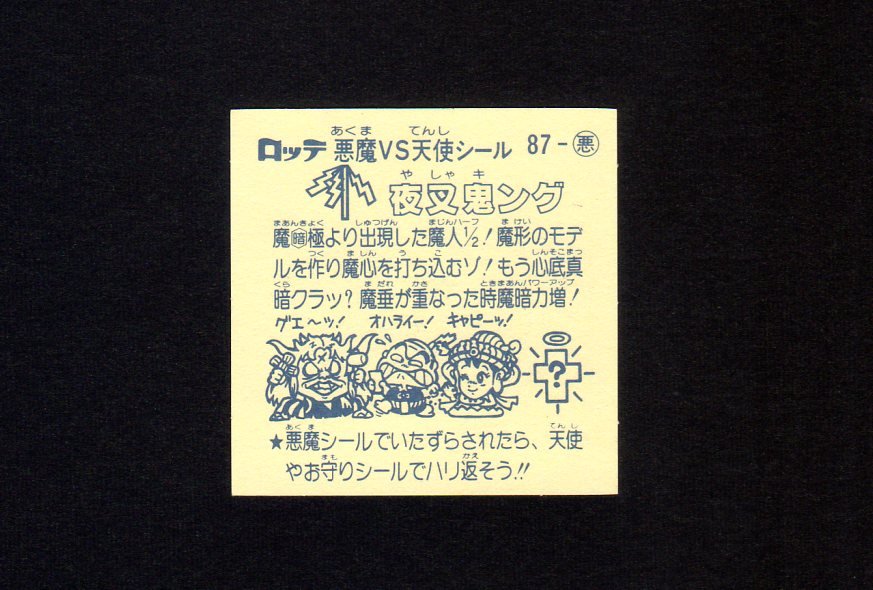 ロッテ 悪魔VS天使シール 87-悪
夜叉鬼ング
魔暗極より出現した魔人1/2!魔形のモデ
ルを作り魔心を打ち込むゾ!もう心底真
暗クラッ?魔垂が重なった時魔暗力増!
ゲエ〜ッ! オハライー! キャピーッ!
?
★悪魔シールでいたずらされたら、天使
やお守りシールでハリ返そう!!